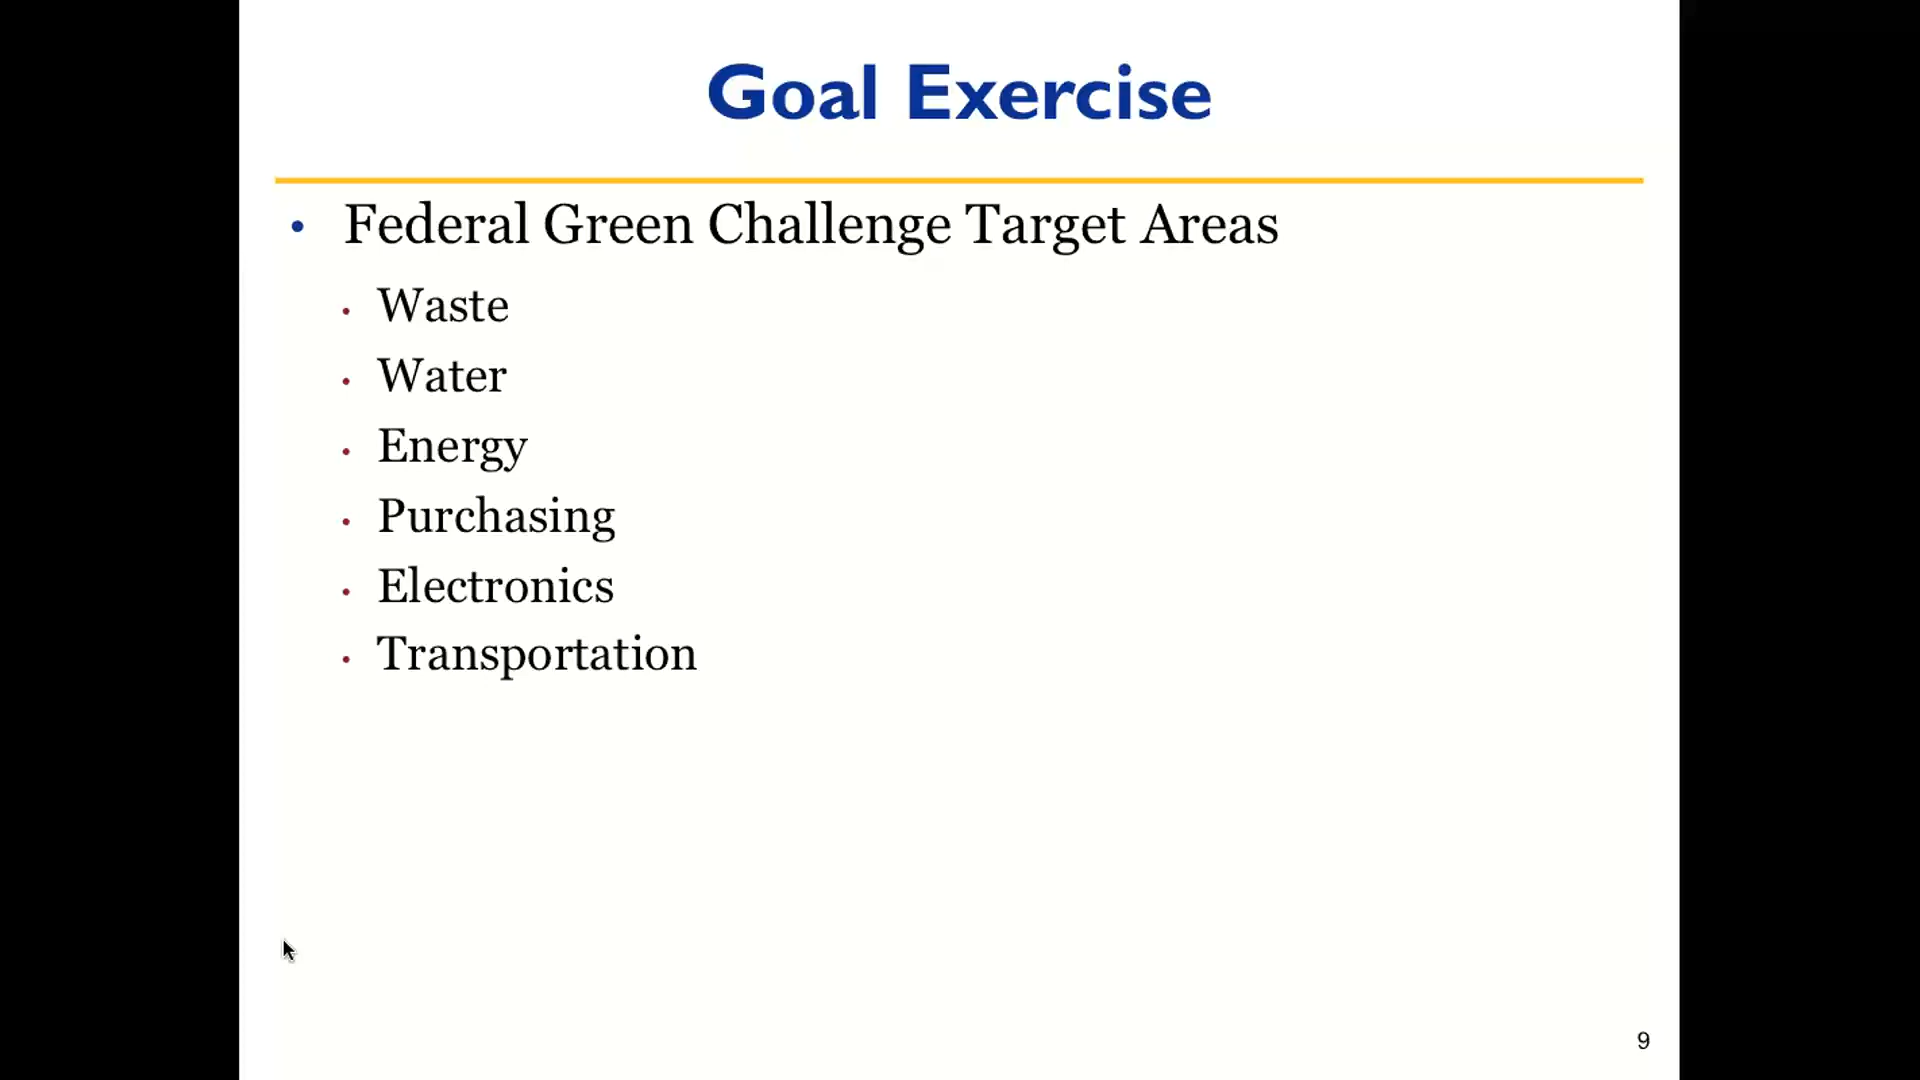 Goal Exercise
• Federal Green Challenge Target Areas
• Waste
• Water
• Energy
• Purchasing
• Electronics
• Transportation
9